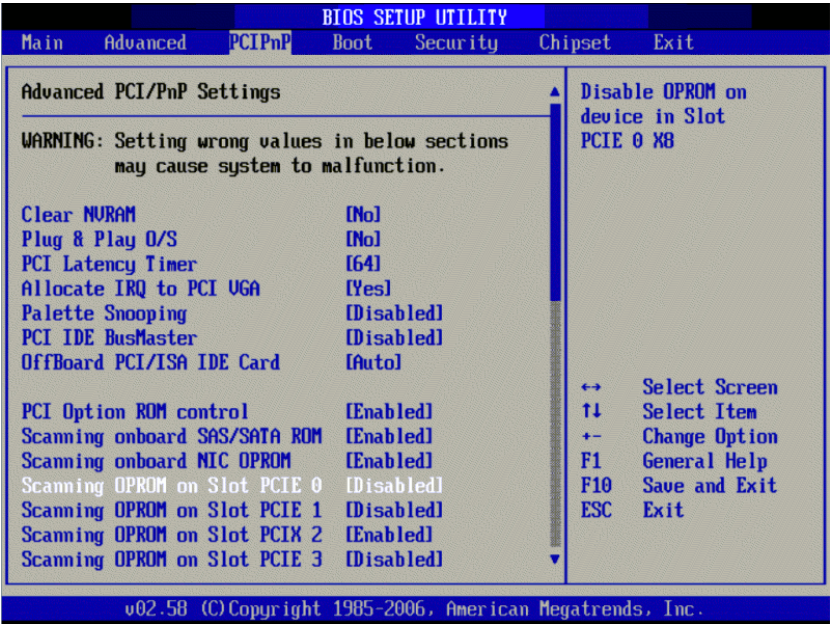 BIOS SETUP UTILITY
Main Advanced PCIPnP Boot Security Chipset Exit
Advanced PCI/PnP Settings
WARNING: Setting wrong values in below sections
may cause system to malfunction.
Clear NVRAM [No]
Plug & Play O/S [No]
PCI Latency Timer [64]
Allocate IRQ to PCI VGA [Yes]
Palette Snooping [Disabled]
PCI IDE BusMaster [Disabled]
OffBoard PCI/ISA IDE Card [Auto]
PCI Option ROM control [Enabled]
Scanning onboard SAS/SATA ROM [Enabled]
Scanning onboard NIC OPROM [Enabled]
Scanning OPROM on Slot PCIE 0 [Disabled]
Scanning OPROM on Slot PCIE 1 [Disabled]
Scanning OPROM on Slot PCIX 2 [Enabled]
Scanning OPROM on Slot PCIE 3 [Disabled]
Disable OPROM on
device in Slot
PCIE 0 X8
↔ Select Screen
↑↓ Select Item
+- Change Option
F1 General Help
F10 Save and Exit
ESC Exit
v02.58 (C)Copyright 1985-2006, American Megatrends, Inc.